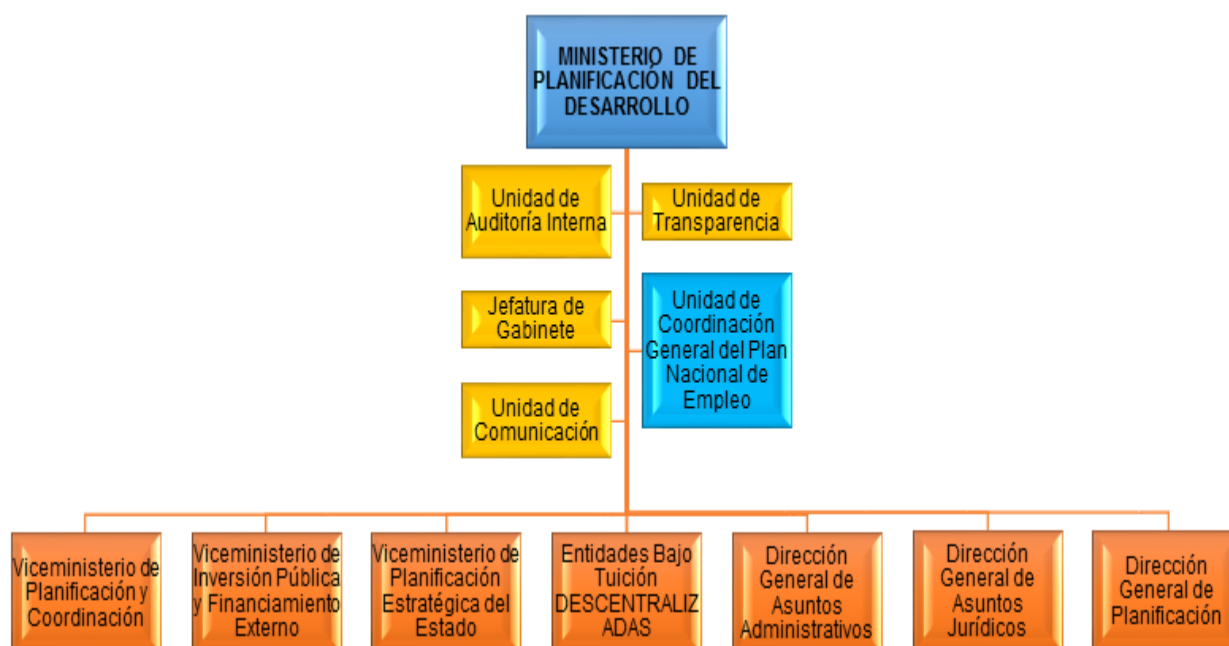 MINISTERIO DE
PLANIFICACIÓN DEL
DESARROLLO
Unidad de
Auditoría Interna
Unidad de
Transparencia
Jefatura de
Gabinete
Unidad de
Coordinación
General del Plan
Nacional de
Empleo
Unidad de
Comunicación
Viceministerio de
Planificación y
Coordinación
Viceministerio de
Inversión Pública
y Financiamiento
Externo
Viceministerio de
Planificación
Estratégica del
Estado
Entidades Bajo
Tuición
DESCENTRALIZ
ADAS
Dirección
General de
Asuntos
Administrativos
Dirección
General de
Asuntos
Jurídicos
Dirección
General de
Planificación